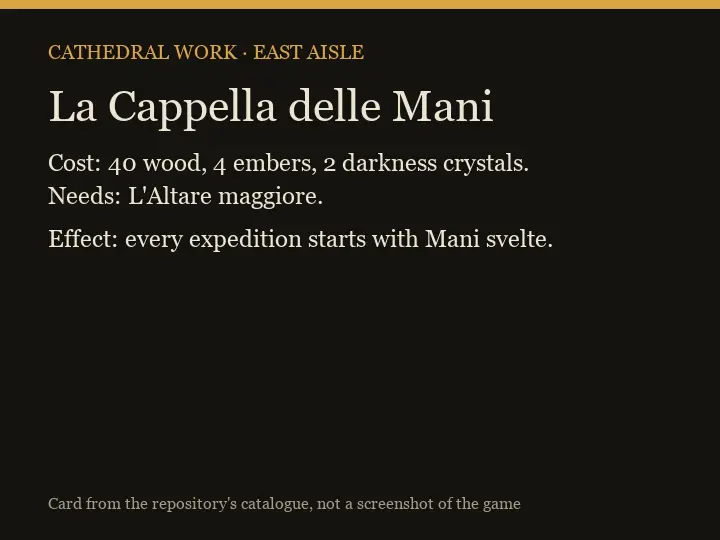 CATHEDRAL WORK · EAST AISLE
La Cappella delle Mani
Cost: 40 wood, 4 embers, 2 darkness crystals.
Needs: L'Altare maggiore.
Effect: every expedition starts with Mani svelte.
Card from the repository's catalogue, not a screenshot of the game